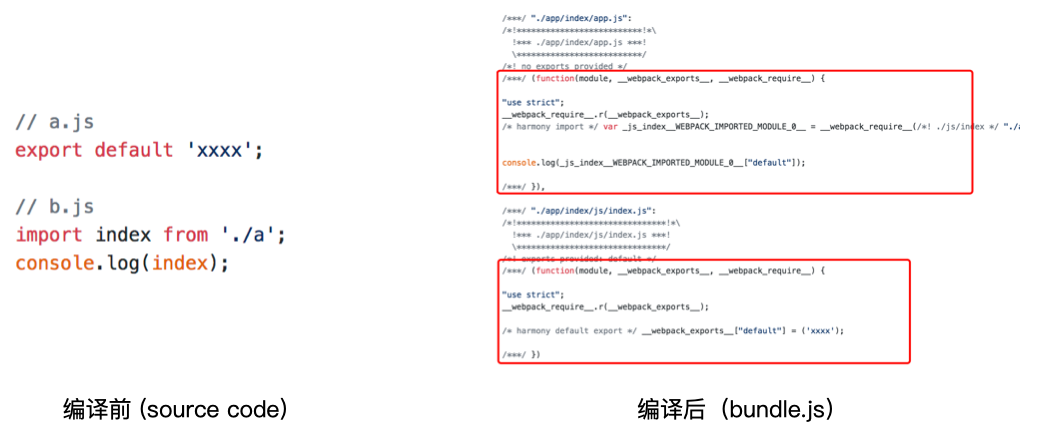 // a.js
export default 'xxxx';
// b.js
import index from './a';
console.log(index);
编译前 (source code)
/***/ "./app/index/app.js":
/*!**************************!*\
  !*** ./app/index/app.js ***!
  \**************************/
/*! no exports provided */
/***/ (function(module, __webpack_exports__, __webpack_require__) {
"use strict";
__webpack_require__.r(__webpack_exports__);
/* harmony import */ var _js_index__WEBPACK_IMPORTED_MODULE_0__ = __webpack_require__(/*! ./js/index */ "./a
console.log(_js_index__WEBPACK_IMPORTED_MODULE_0__["default"]);
/***/ }),
/***/ "./app/index/js/index.js":
/*!*******************************!*\
  !*** ./app/index/js/index.js ***!
  \*******************************/
/*! exports provided: default */
/***/ (function(module, __webpack_exports__, __webpack_require__) {
"use strict";
__webpack_require__.r(__webpack_exports__);
/* harmony default export */ __webpack_exports__["default"] = ('xxxx');
/***/ })
编译后（bundle.js）